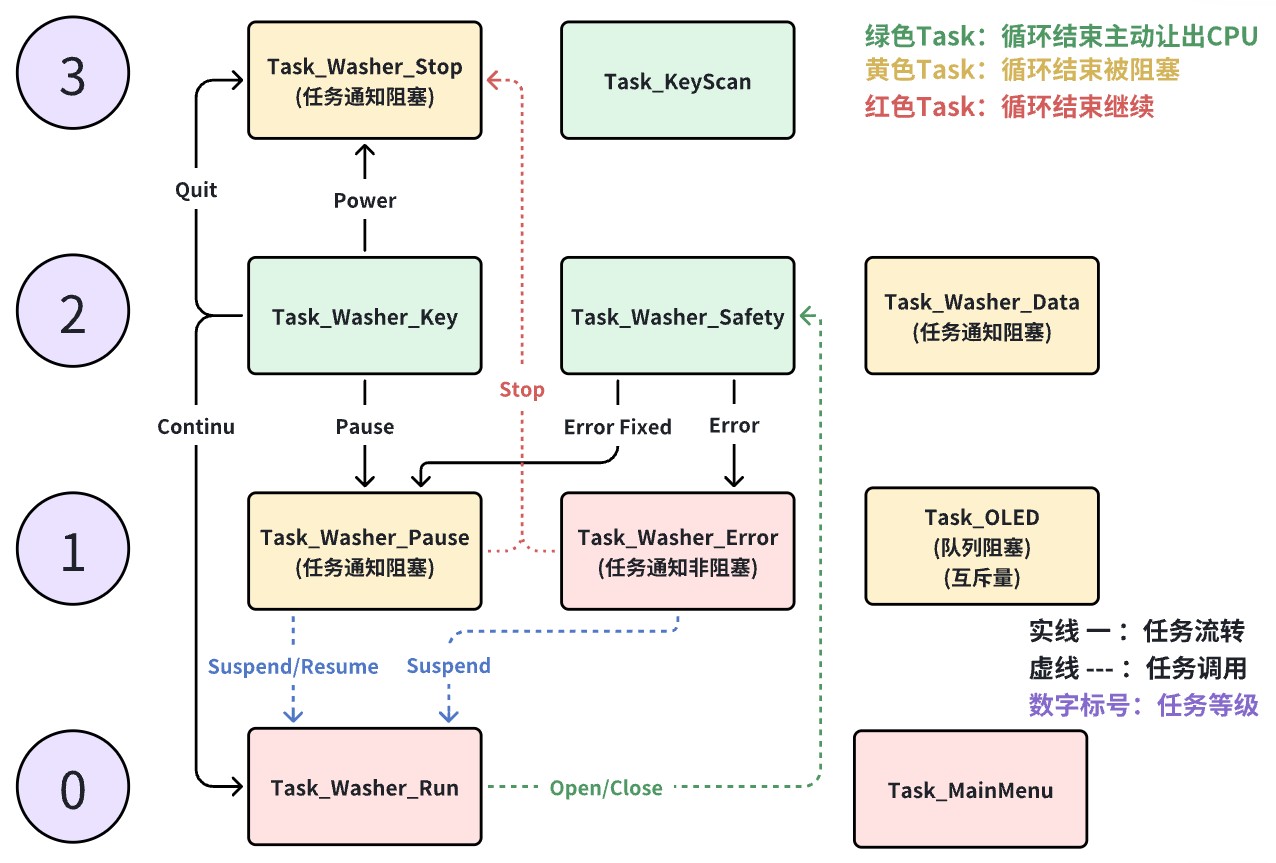 3
Task_Washer_Stop
(任务通知阻塞)
Task_KeyScan
绿色Task：循环结束主动让出CPU
黄色Task：循环结束被阻塞
红色Task：循环结束继续
Quit
Power
2
Task_Washer_Key
Task_Washer_Safety
Task_Washer_Data
(任务通知阻塞)
Stop
Continu
Pause
Error Fixed
Error
1
Task_Washer_Pause
(任务通知阻塞)
Task_Washer_Error
(任务通知非阻塞)
Task_OLED
(队列阻塞)
(互斥量)
实线 一 ：任务流转
虚线 --- ：任务调用
数字标号：任务等级
Suspend/Resume
Suspend
0
Task_Washer_Run
Open/Close
Task_MainMenu